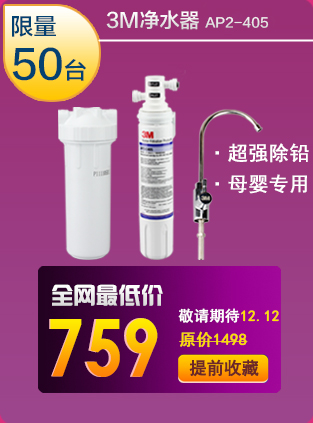 限量
50台
3M净水器 AP2-405
3M
· 超强除铅
· 母婴专用
全网最低价
759
敬请期待12.12
原价1498
提前收藏